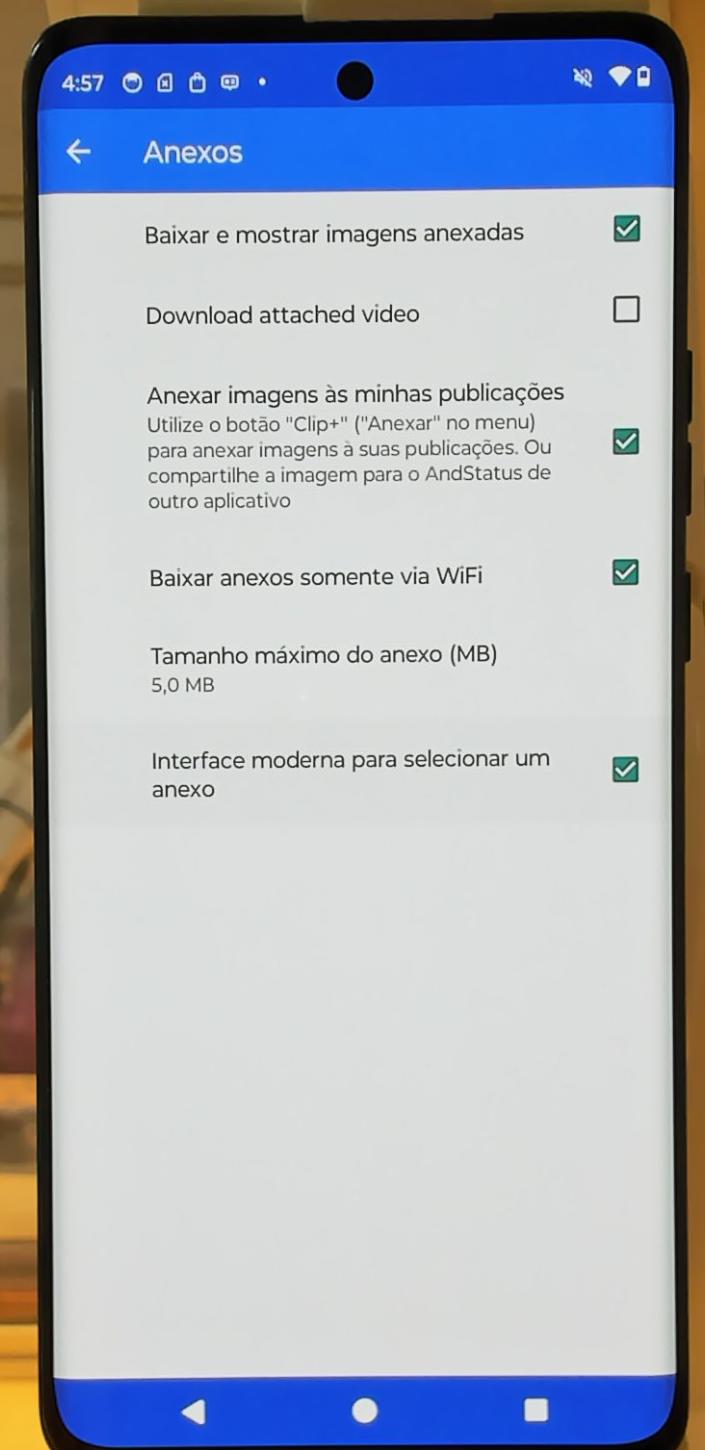 4:57
Anexos
Baixar e mostrar imagens anexadas
Download attached video
Anexar imagens às minhas publicações
Utilize o botão "Clip+" ("Anexar" no menu)
para anexar imagens à suas publicações. Ou
compartilhe a imagem para o AndStatus de
outro aplicativo
Baixar anexos somente via WiFi
Tamanho máximo do anexo (MB)
5,0 MB
Interface moderna para selecionar um
anexo